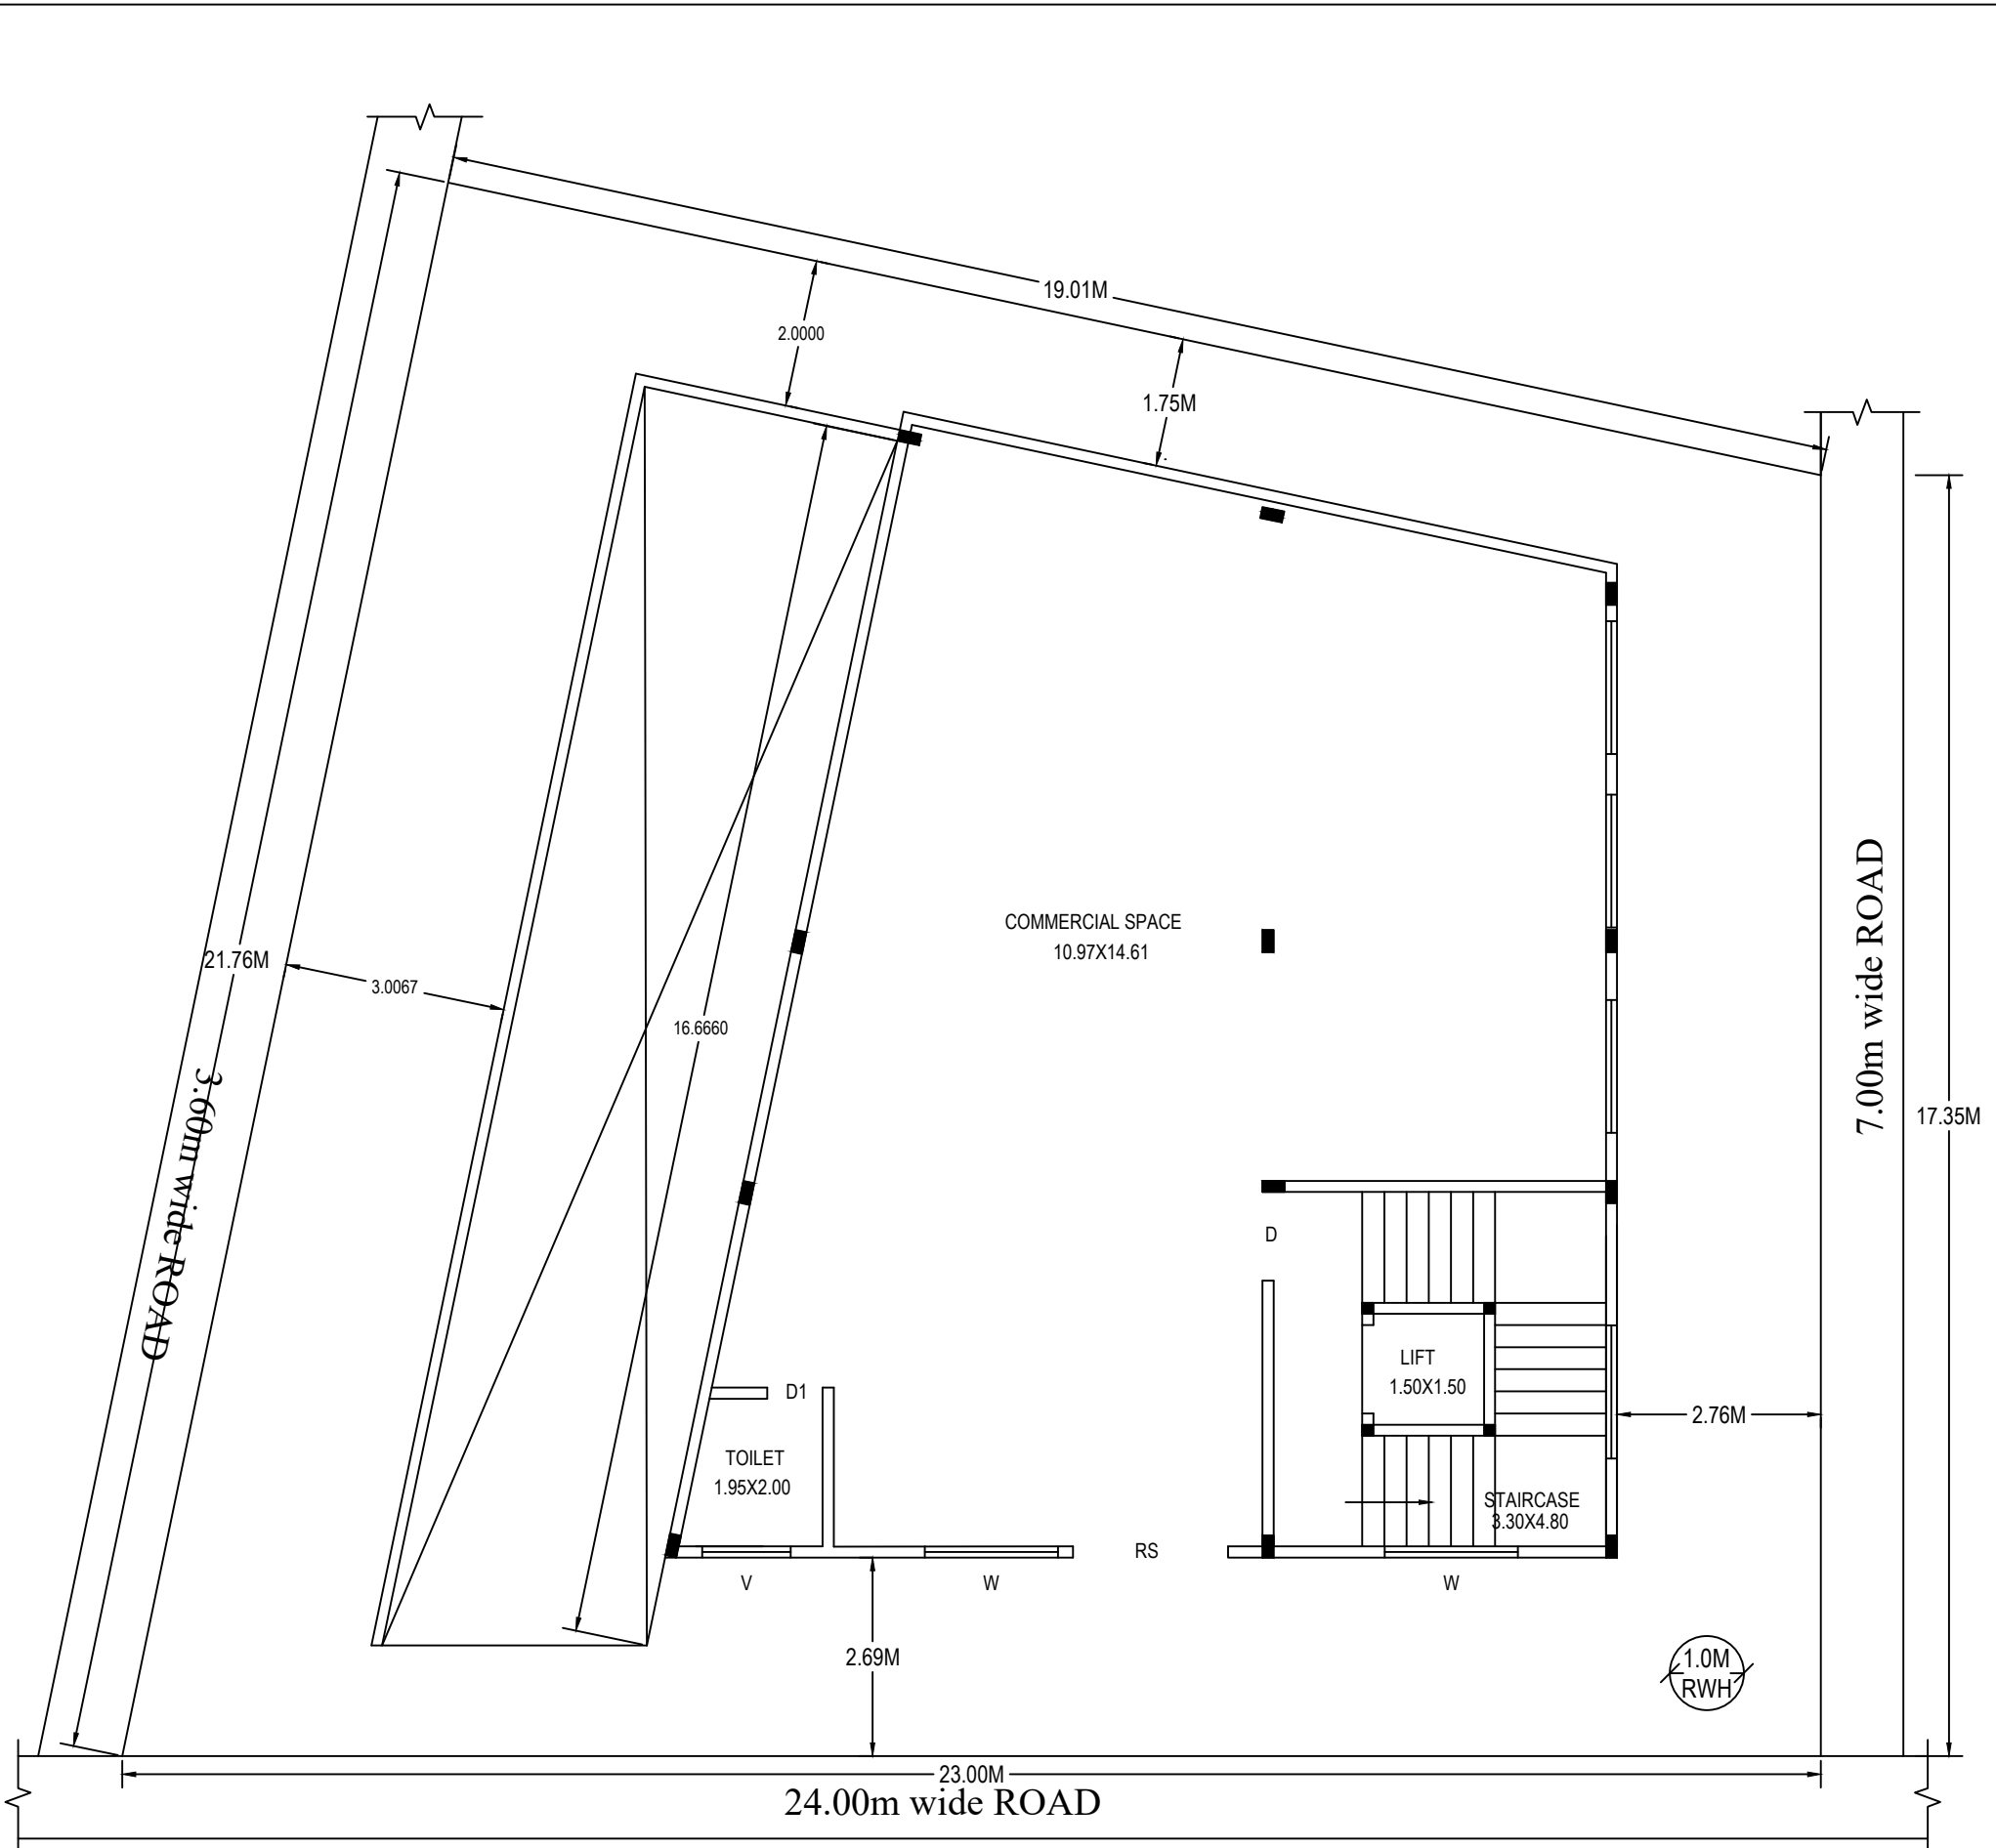 19.01M
2.0000
1.75M
COMMERCIAL SPACE
10.97X14.61
21.76M
3.0067
16.6660
7.00m wide ROAD
17.35M
3.60m wide ROAD
D
LIFT
1.50X1.50
D1
2.76M
TOILET
1.95X2.00
STAIRCASE
3.30X4.80
RS
V
W
W
2.69M
1.0M
RWH
23.00M
24.00m wide ROAD